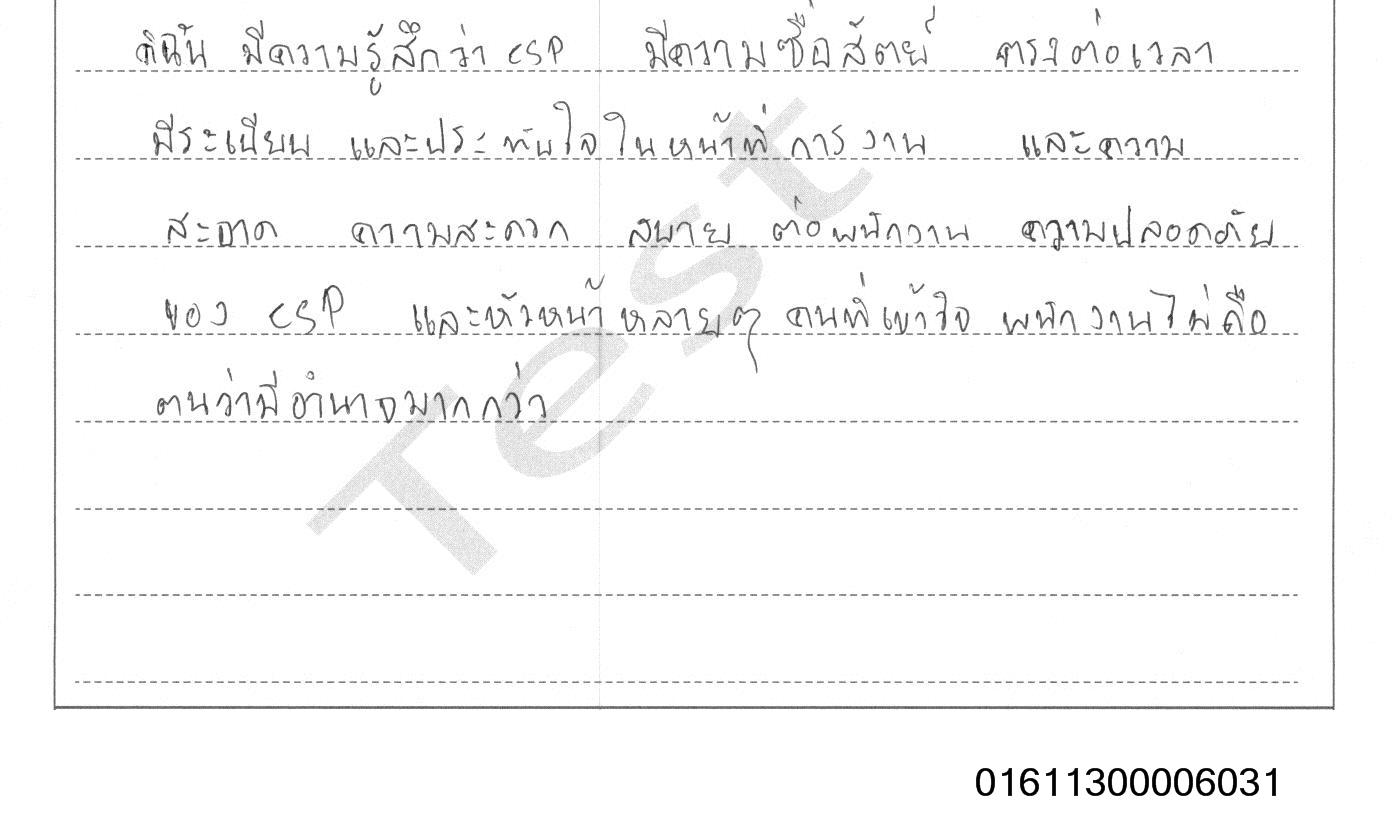 ดิฉัน มีความรู้สึกว่า CSP มีความซื่อสัตย์ ตรงต่อเวลา
มีระเบียบ และประทับใจในหน้าที่การงาน และความ
สะอาด ความสะดวก สบาย ต่อพนักงาน ความปลอดภัย
ของ CSP และหัวหน้าหลายๆ คนที่เข้าใจ พนักงานไม่ถือ
ตนว่ามีอำนาจมากกว่า
Test
01611300006031